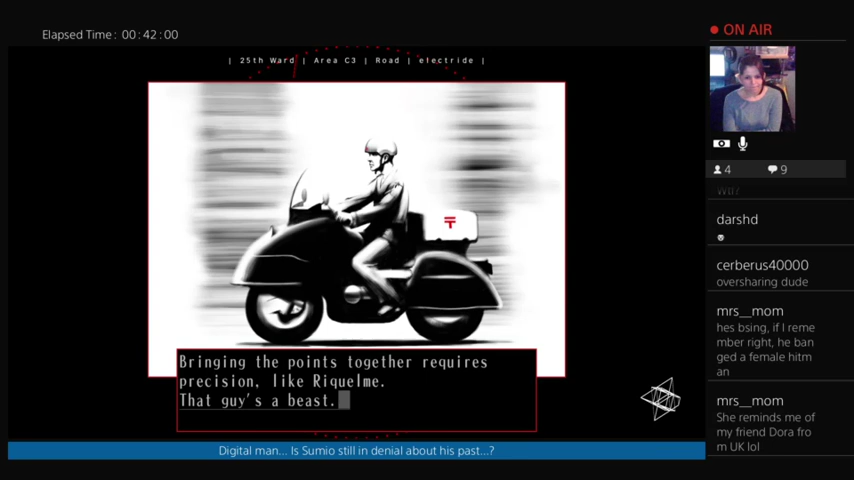 Elapsed Time: 00:42:00
ON AIR
| 25th Ward | Area C3 | Road | electride |
4
9
darshd
cerberus40000
oversharing dude
mrs__mom
hes bsing, if I reme
mber right, he ban
ged a female hitm
an
mrs__mom
She reminds me of
my friend Dora fro
m UK lol
〒
Bringing the points together requires
precision, like Riquelme.
That guy's a beast.
Digital man... Is Sumio still in denial about his past...?